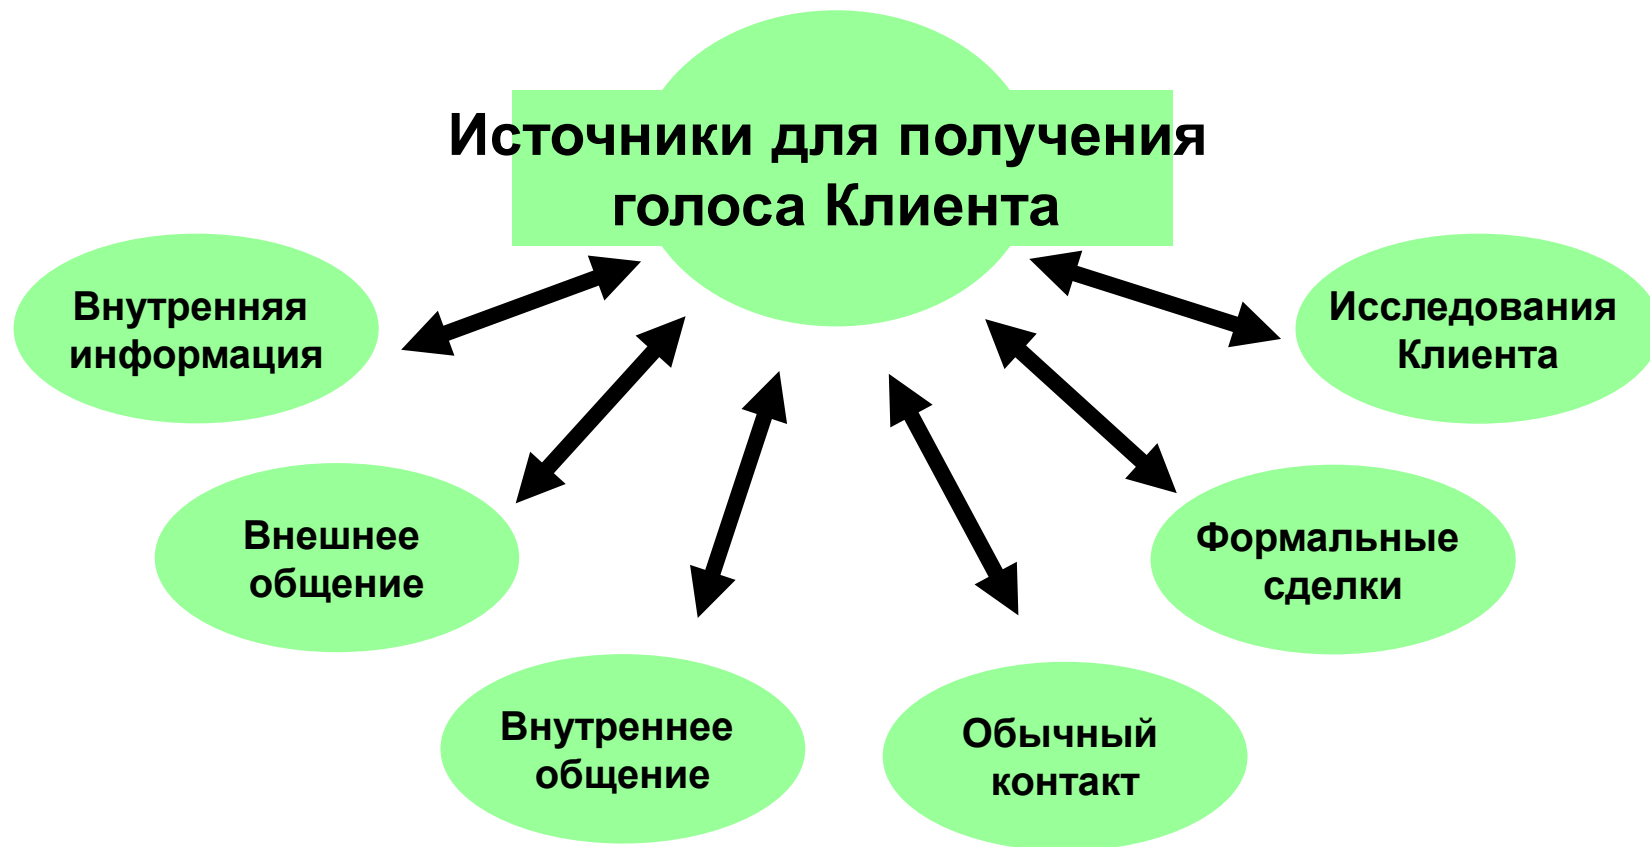 Источники для получения
голоса Клиента
Внутренняя
информация
Исследования
Клиента
Внешнее
общение
Формальные
сделки
Внутреннее
общение
Обычный
контакт